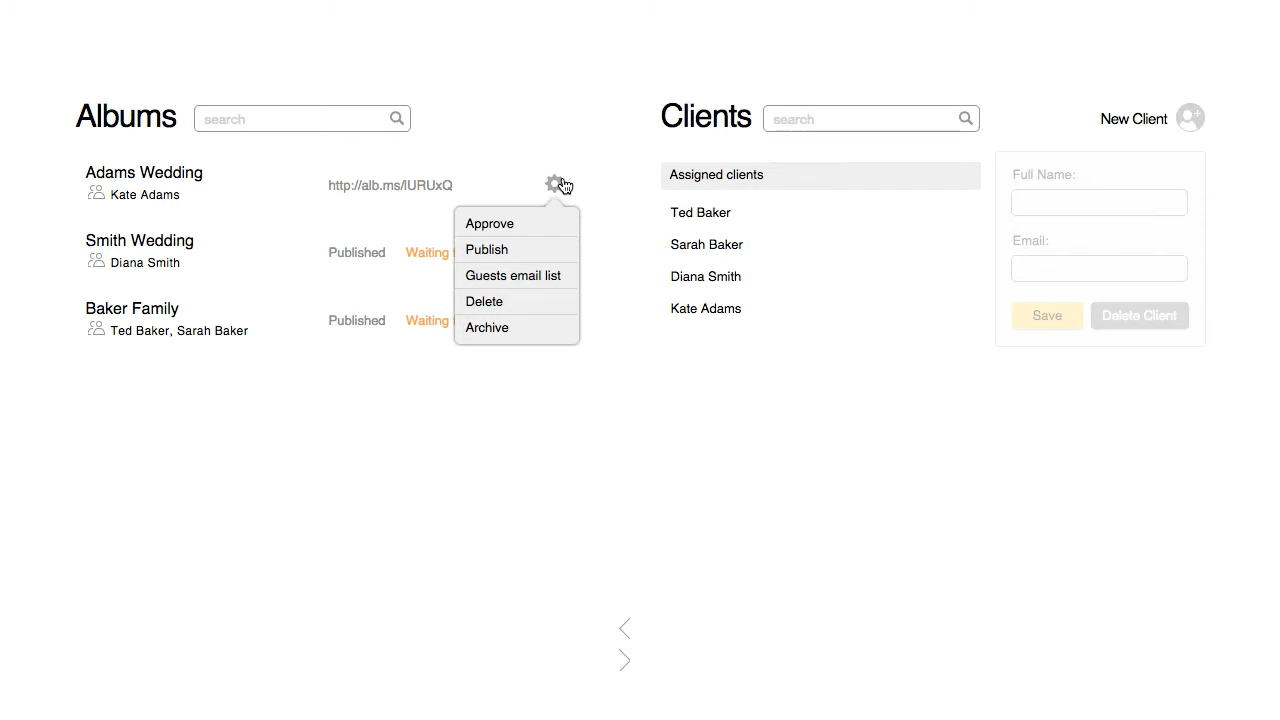 Albums
search
Adams Wedding
Kate Adams
http://alb.ms/lURUxQ
Smith Wedding
Diana Smith
Published Waiting
Baker Family
Ted Baker, Sarah Baker
Published Waiting
Approve
Publish
Guests email list
Delete
Archive
Clients
search
New Client
Assigned clients
Ted Baker
Sarah Baker
Diana Smith
Kate Adams
Full Name:
Email:
Save
Delete Client